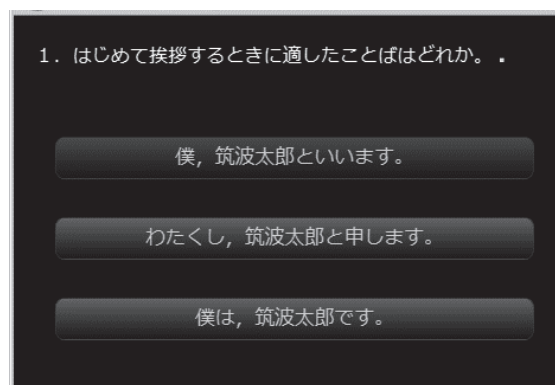 1. はじめて挨拶するときに適したことばはどれか。.
僕,筑波太郎といいます。
わたくし,筑波太郎と申します。
僕は,筑波太郎です。